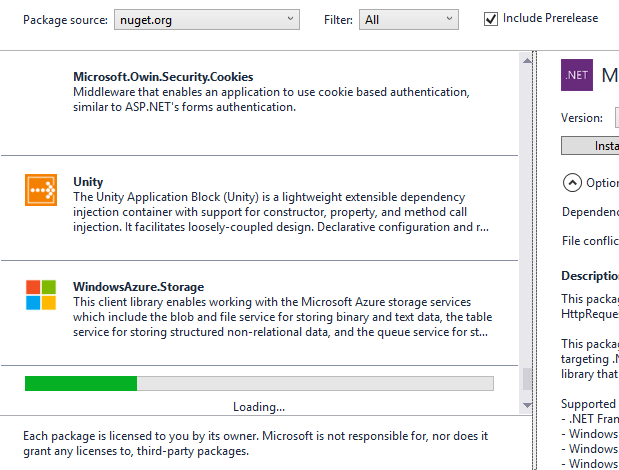 Package source: nuget.org Filter: All Include Prerelease
Microsoft.Owin.Security.Cookies
Middleware that enables an application to use cookie based authentication,
similar to ASP.NET's forms authentication.
Unity
The Unity Application Block (Unity) is a lightweight extensible dependency
injection container with support for constructor, property, and method call
injection. It facilitates loosely-coupled design. Declarative configuration and r...
WindowsAzure.Storage
This client library enables working with the Microsoft Azure storage services
which include the blob and file service for storing binary and text data, the table
service for storing structured non-relational data, and the queue service for st...
Loading...
Each package is licensed to you by its owner. Microsoft is not responsible, nor does it
grant any licenses to, third-party packages.
.NET M
Version:
Insta
Option
Dependenc
File conflic
Description
This packag
HttpReques
This packag
targeting .N
library that
Supported
- .NET Fram
- Windows
- Windows
- Windows